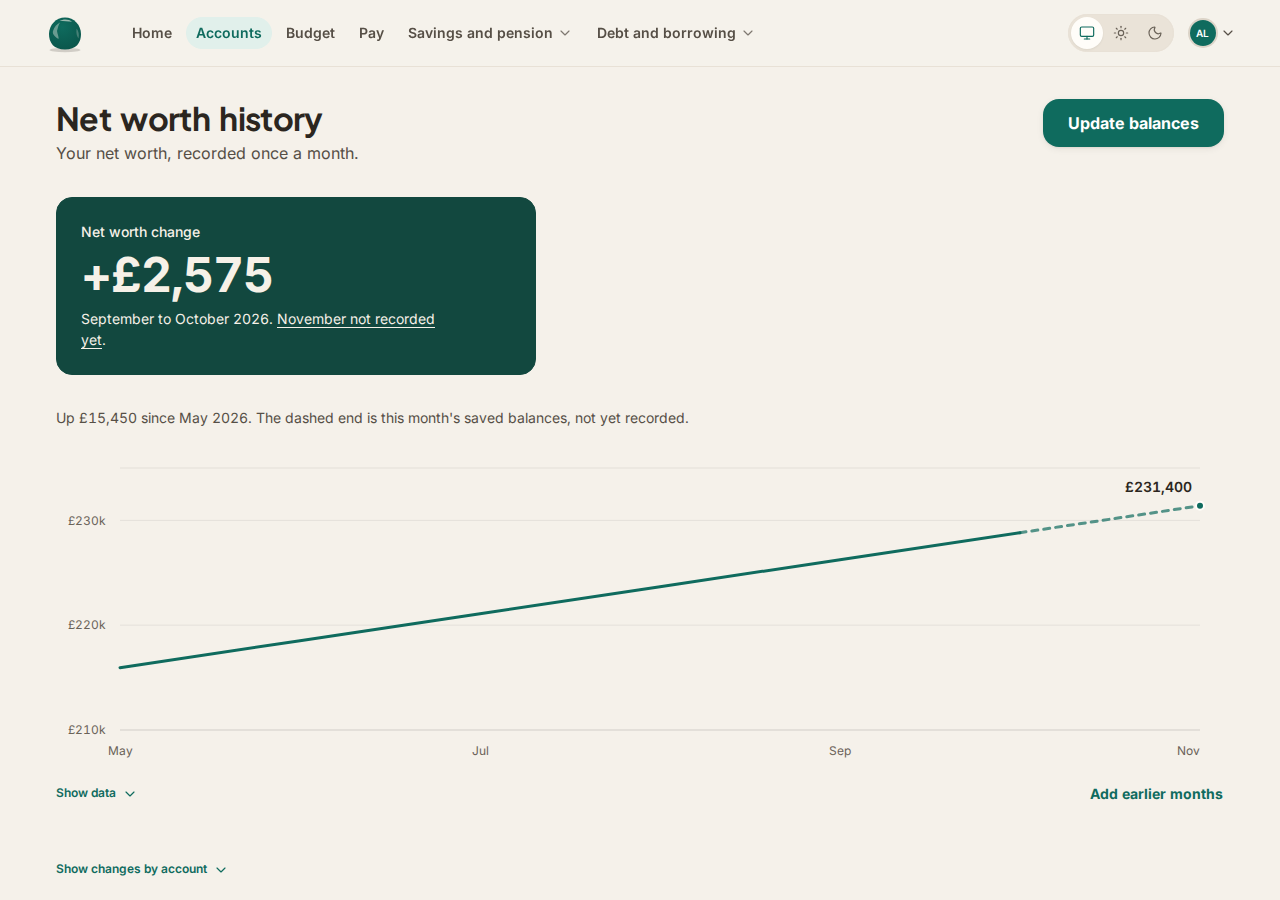 Home Accounts Budget Pay Savings and pension Debt and borrowing AL
Net worth history
Update balances
Your net worth, recorded once a month.
Net worth change
+£2,575
September to October 2026. November not recorded
yet.
Up £15,450 since May 2026. The dashed end is this month's saved balances, not yet recorded.
£231,400
£230k
£220k
£210k
May Jul Sep Nov
Show data
Add earlier months
Show changes by account